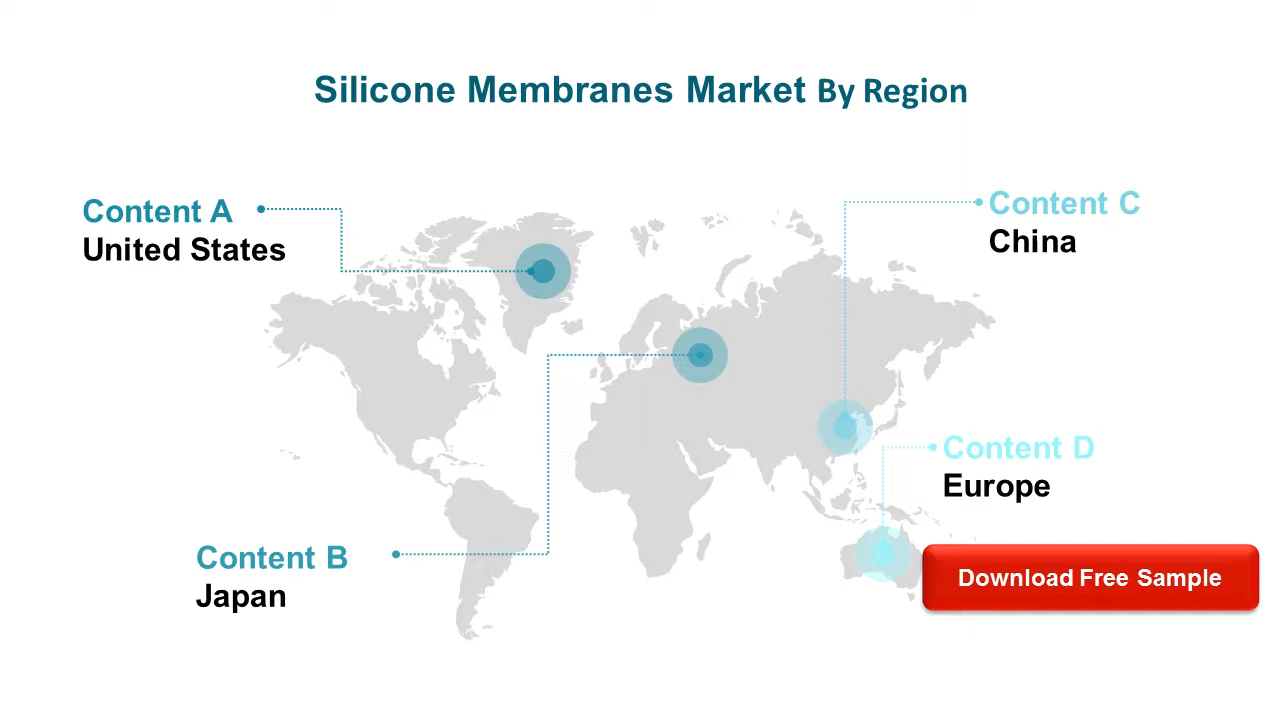 Silicone Membranes Market By Region
Content A
United States
Content C
China
Content D
Europe
Content B
Japan
Download Free Sample